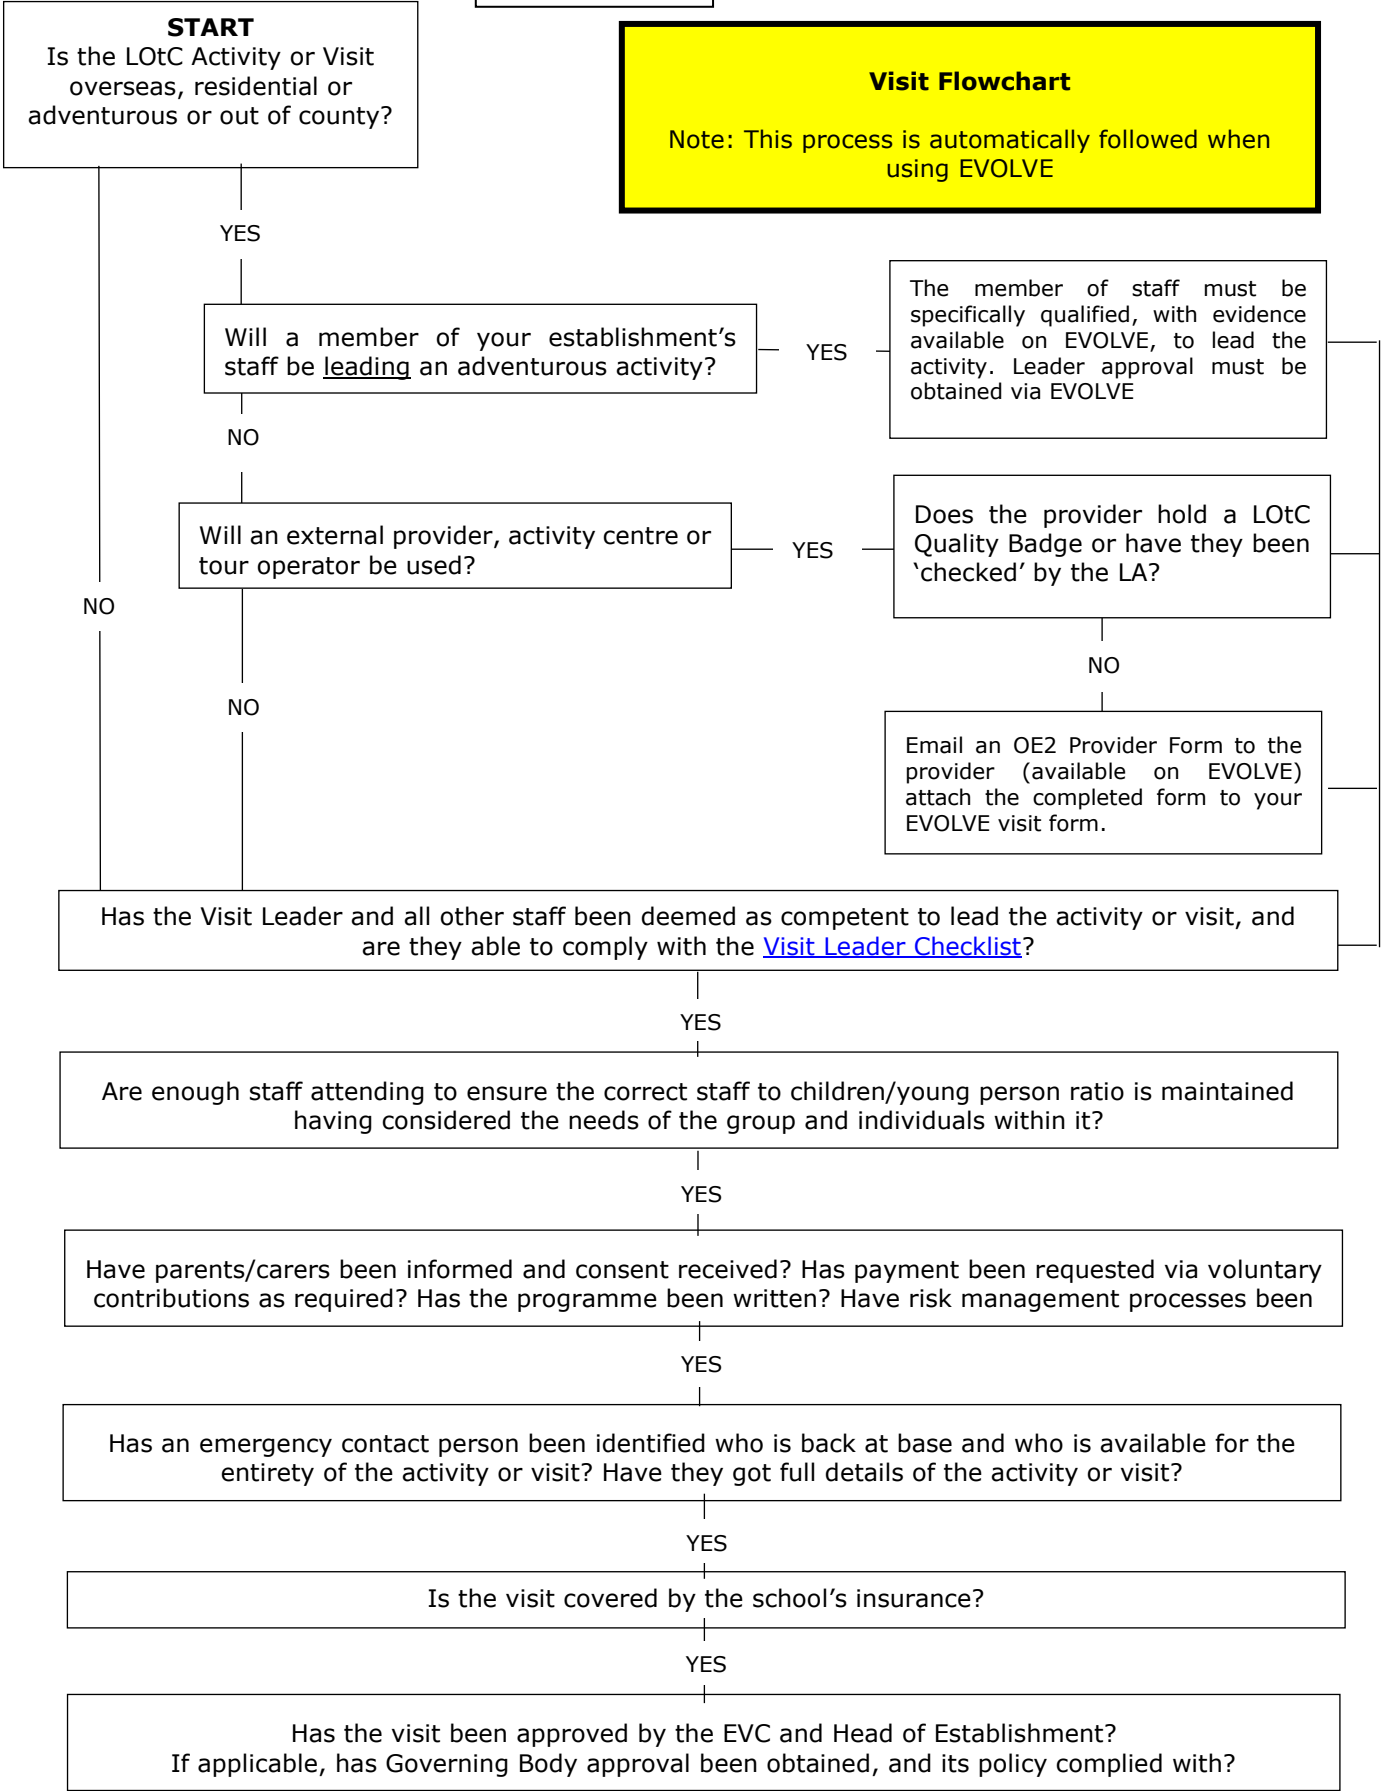 START
Is the LOtC Activity or Visit
overseas, residential or
adventurous or out of county?
Visit Flowchart
Note: This process is automatically followed when
using EVOLVE
YES
Will a member of your establishment's
staff be leading an adventurous activity?
YES
The member of staff must be
specifically qualified, with evidence
available on EVOLVE, to lead the
activity. Leader approval must be
obtained via EVOLVE
NO
Will an external provider, activity centre or
tour operator be used?
YES
Does the provider hold a LOtC
Quality Badge or have they been
‘checked’ by the LA?
NO
NO
NO
Email an OE2 Provider Form to the
provider (available on EVOLVE)
attach the completed form to your
EVOLVE visit form.
Has the Visit Leader and all other staff been deemed as competent to lead the activity or visit, and
are they able to comply with the Visit Leader Checklist?
YES
Are enough staff attending to ensure the correct staff to children/young person ratio is maintained
having considered the needs of the group and individuals within it?
YES
Have parents/carers been informed and consent received? Has payment been requested via voluntary
contributions as required? Has the programme been written? Have risk management processes been
YES
Has an emergency contact person been identified who is back at base and who is available for the
entirety of the activity or visit? Have they got full details of the activity or visit?
YES
Is the visit covered by the school’s insurance?
YES
Has the visit been approved by the EVC and Head of Establishment?
If applicable, has Governing Body approval been obtained, and its policy complied with?